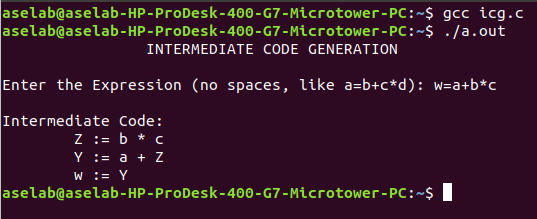 aselab@aselab-HP-ProDesk-400-G7-Microtower-PC:~$ gcc icg.c
aselab@aselab-HP-ProDesk-400-G7-Microtower-PC:~$ ./a.out
INTERMEDIATE CODE GENERATION
Enter the Expression (no spaces, like a=b+c*d): w=a+b*c
Intermediate Code:
Z := b * c
Y := a + Z
w := Y
aselab@aselab-HP-ProDesk-400-G7-Microtower-PC:~$